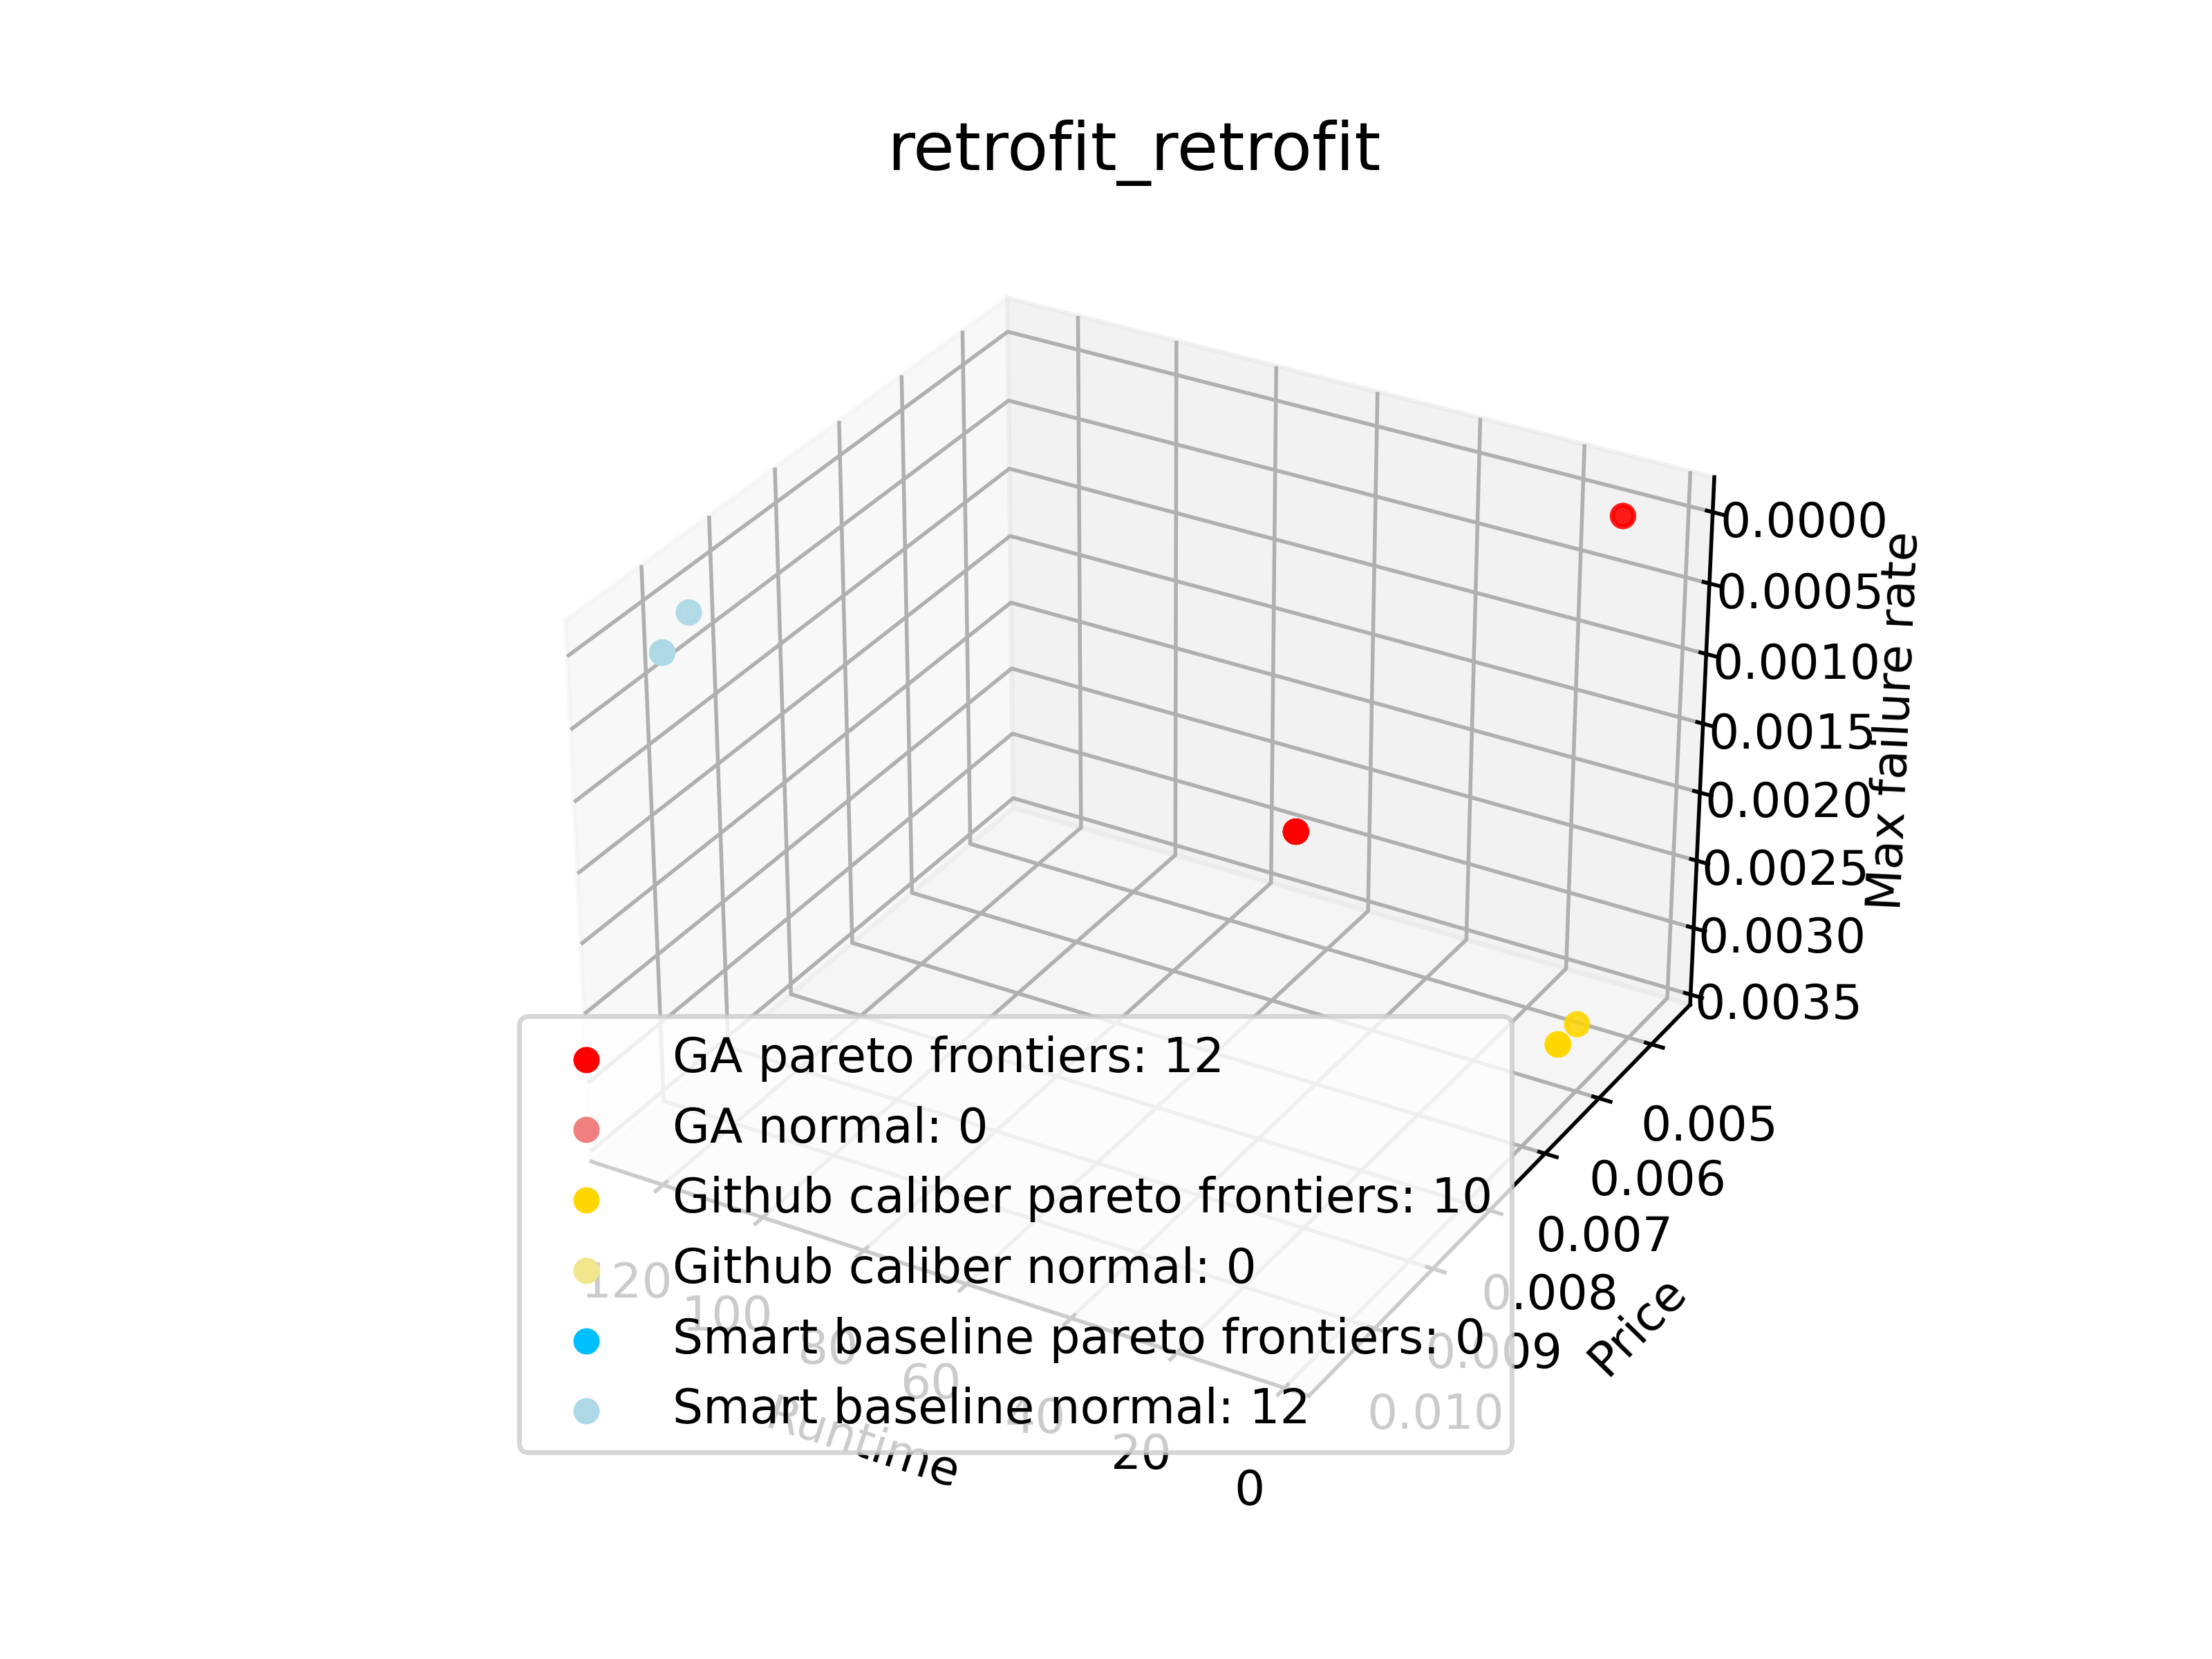 retrofit_retrofit
0.0000
0.0005
0.0010
0.0015
0.0020
0.0025
0.0030
0.0035
Max failure rate
0.005
0.006
0.007
0.008
0.009
0.010
Price
120
100
80
60
40
20
0
Runtime
GA pareto frontiers: 12
GA normal: 0
Github caliber pareto frontiers: 10
Github caliber normal: 0
Smart baseline pareto frontiers: 0
Smart baseline normal: 12